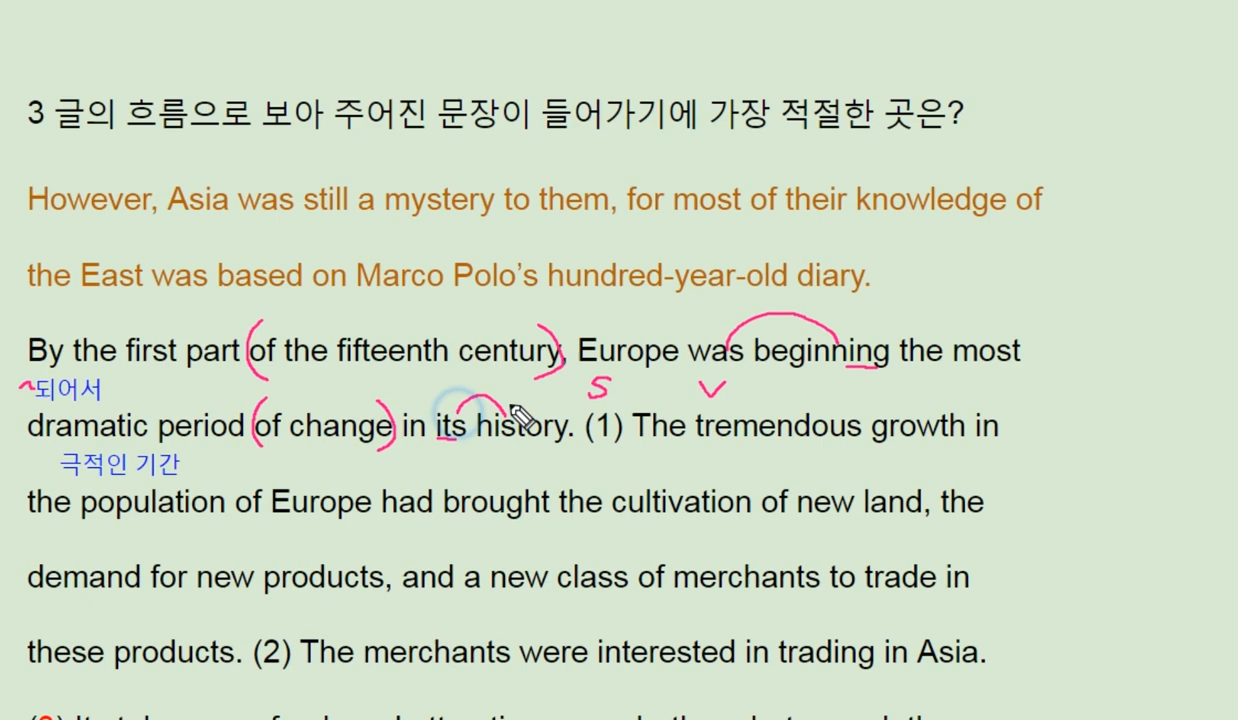 3 글의 흐름으로 보아 주어진 문장이 들어가기에 가장 적절한 곳은?
However, Asia was still a mystery to them, for most of their knowledge of
the East was based on Marco Polo’s hundred-year-old diary.
By the first part of the fifteenth century, Europe was beginning the most
되어서 S V
dramatic period of change in its history. (1) The tremendous growth in
극적인 기간
the population of Europe had brought the cultivation of new land, the
demand for new products, and a new class of merchants to trade in
these products. (2) The merchants were interested in trading in Asia.